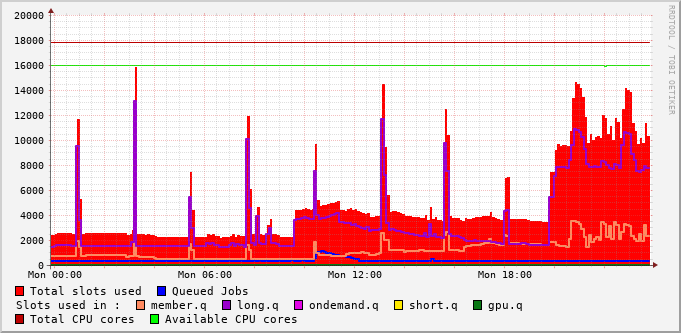 20000
18000
16000
14000
12000
10000
8000
6000
4000
2000
0
Mon 00:00 Mon 06:00 Mon 12:00 Mon 18:00
Total slots used Queued Jobs
Slots used in : member.q long.q ondemand.q short.q gpu.q
Total CPU cores Available CPU cores
RRDTOOL / TOBI OETIKER